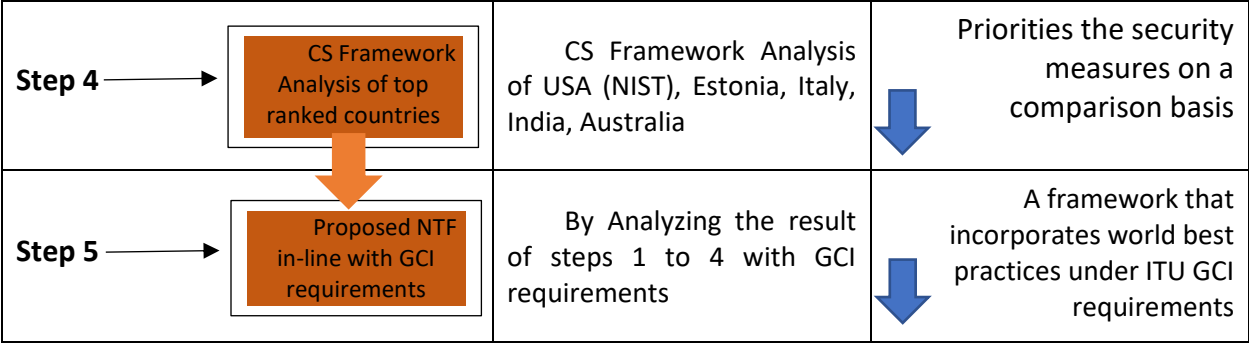 Step 4
CS Framework
Analysis of top
ranked countries
CS Framework Analysis
of USA (NIST), Estonia, Italy,
India, Australia
Priorities the security
measures on a
comparison basis
Step 5
Proposed NTF
in-line with GCI
requirements
By Analyzing the result
of steps 1 to 4 with GCI
requirements
A framework that
incorporates world best
practices under ITU GCI
requirements